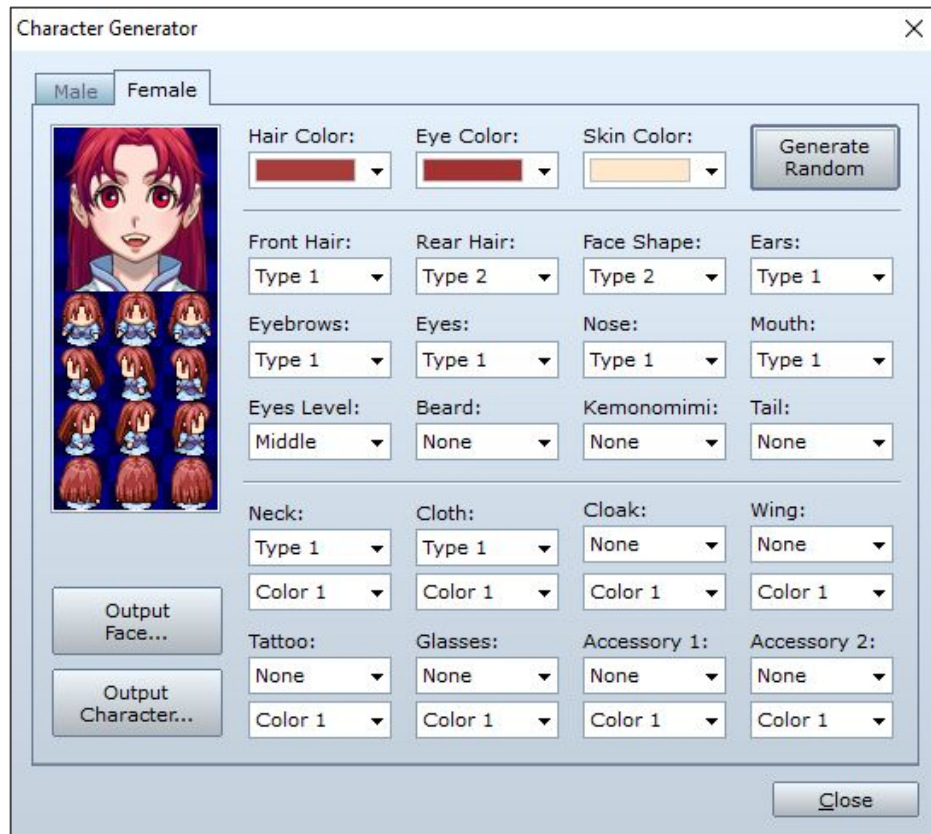 Character Generator
Male Female
Hair Color: Eye Color: Skin Color:
Generate
Random
Front Hair: Rear Hair: Face Shape: Ears:
Type 1 Type 2 Type 2 Type 1
Eyebrows: Eyes: Nose: Mouth:
Type 1 Type 1 Type 1 Type 1
Eyes Level: Beard: Kemonomimi: Tail:
Middle None None None
Neck: Cloth: Cloak: Wing:
Type 1 Type 1 None None
Color 1 Color 1 Color 1 Color 1
Output
Face...
Tattoo: Glasses: Accessory 1: Accessory 2:
None None None None
Output
Character...
Color 1 Color 1 Color 1 Color 1
Close